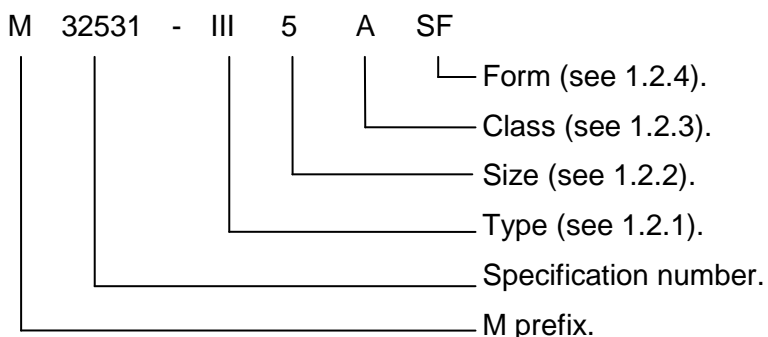 M 32531 - III 5 A SF
Form (see 1.2.4).
Class (see 1.2.3).
Size (see 1.2.2).
Type (see 1.2.1).
Specification number.
M prefix.